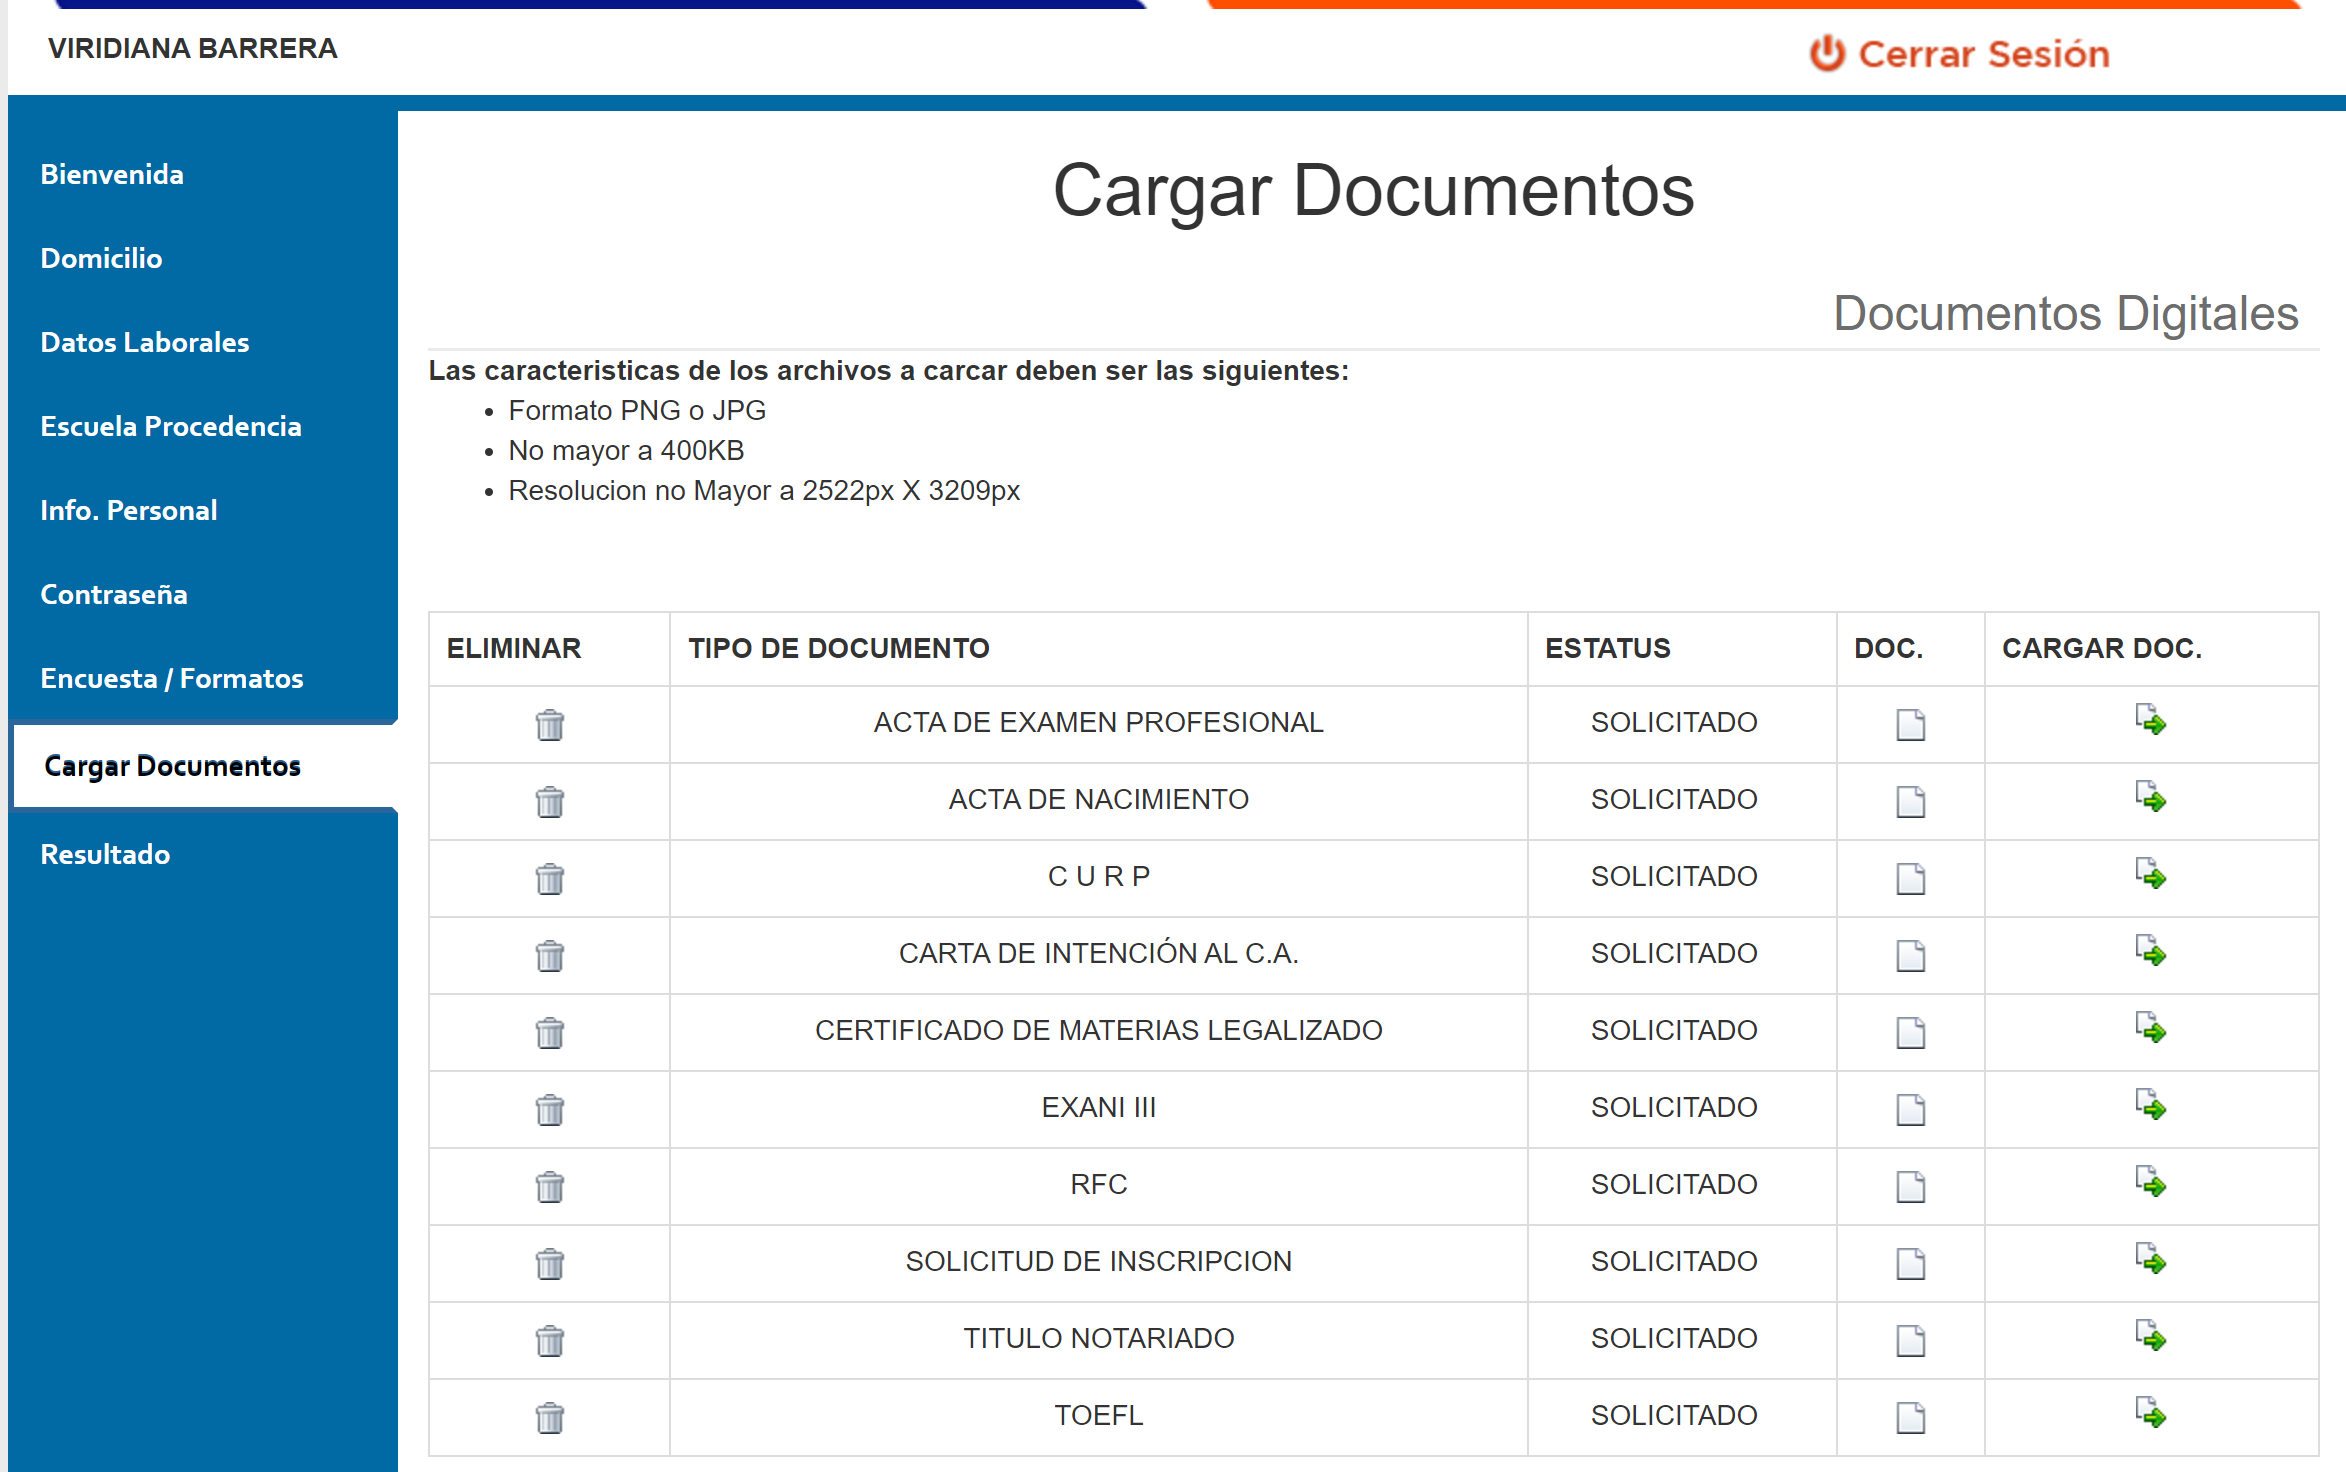 VIRIDIANA BARRERA
Cerrar Sesión
Bienvenida
Domicilio
Datos Laborales
Escuela Procedencia
Info. Personal
Contraseña
Encuesta / Formatos
Cargar Documentos
Resultado
Cargar Documentos
Documentos Digitales
Las caracteristicas de los archivos a carcar deben ser las siguientes:
• Formato PNG o JPG
• No mayor a 400KB
• Resolucion no Mayor a 2522px X 3209px
ELIMINAR TIPO DE DOCUMENTO ESTATUS DOC. CARGAR DOC.
ACTA DE EXAMEN PROFESIONAL SOLICITADO
ACTA DE NACIMIENTO SOLICITADO
C U R P SOLICITADO
CARTA DE INTENCIÓN AL C.A. SOLICITADO
CERTIFICADO DE MATERIAS LEGALIZADO SOLICITADO
EXANI III SOLICITADO
RFC SOLICITADO
SOLICITUD DE INSCRIPCION SOLICITADO
TITULO NOTARIADO SOLICITADO
TOEFL SOLICITADO